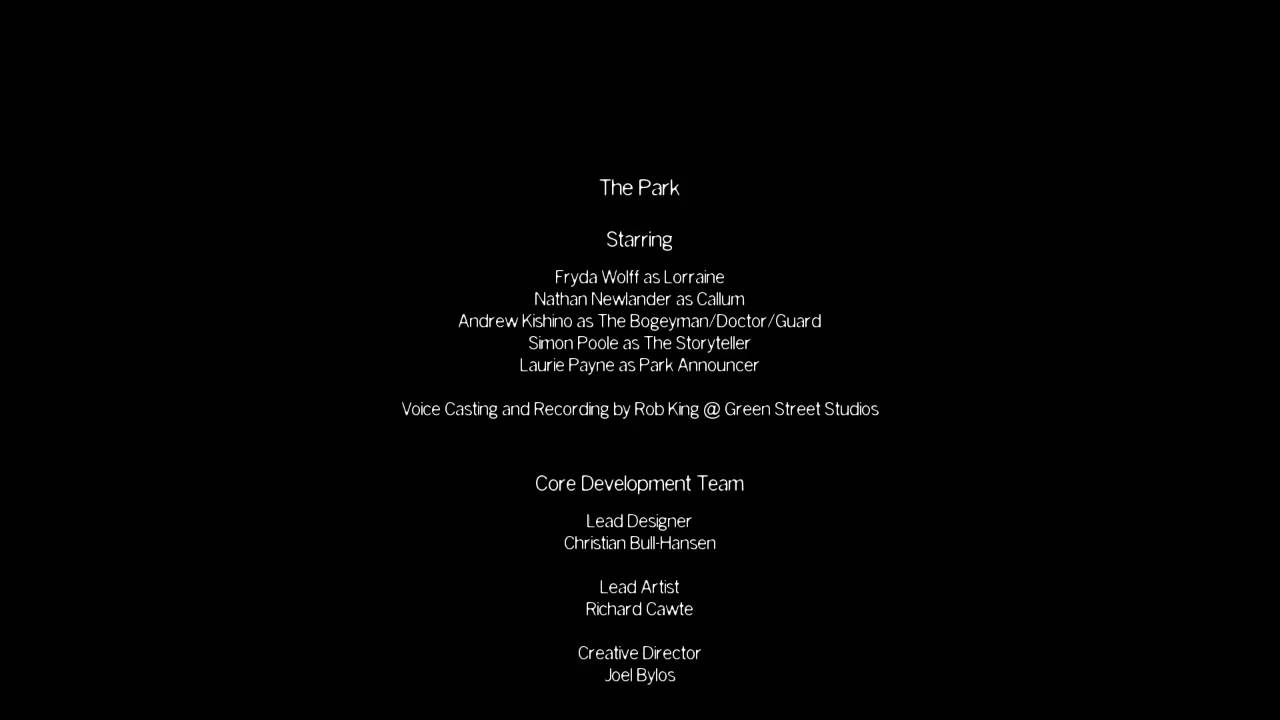 The Park
Starring
Fryda Wolff as Lorraine
Nathan Newlander as Callum
Andrew Kishino as The Bogeyman/Doctor/Guard
Simon Poole as The Storyteller
Laurie Payne as Park Announcer
Voice Casting and Recording by Rob King @ Green Street Studios
Core Development Team
Lead Designer
Christian Bull-Hansen
Lead Artist
Richard Cawte
Creative Director
Joel Bylos